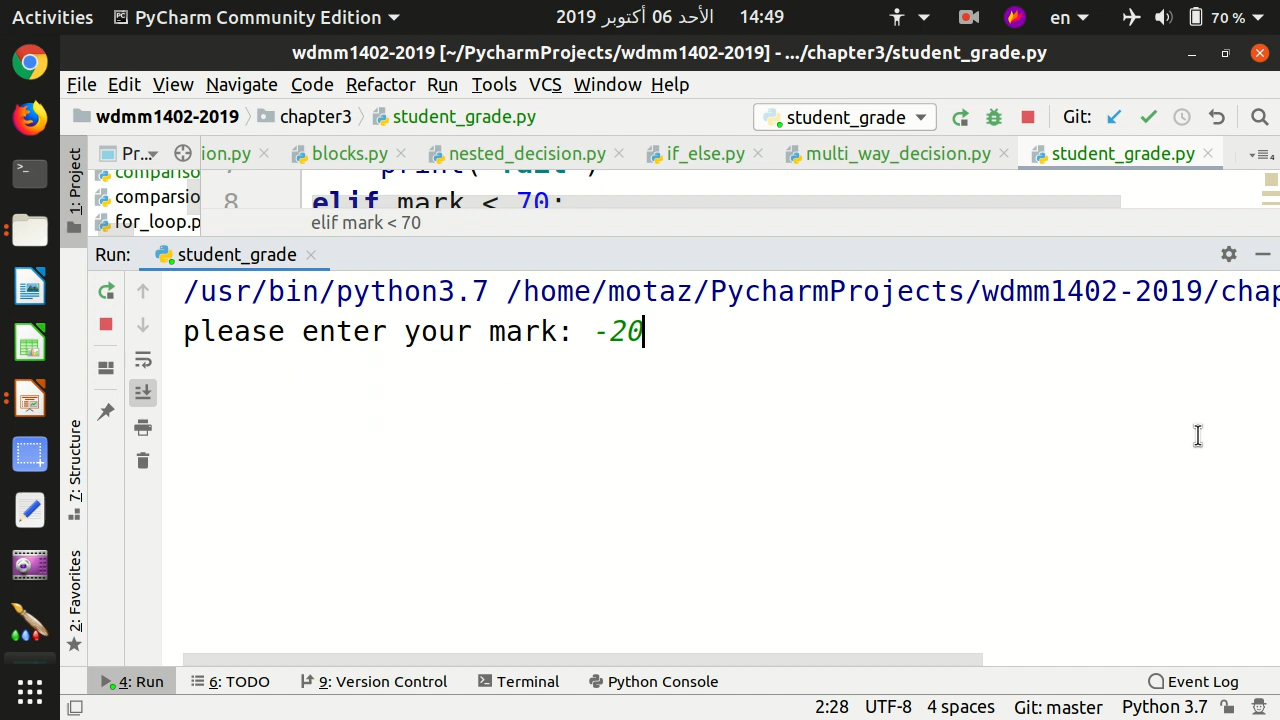 Activities PyCharm Community Edition الأحد 06 أكتوبر 2019 14:49 en 70 %
wdmm1402-2019 [~/PycharmProjects/wdmm1402-2019] - .../chapter3/student_grade.py
File Edit View Navigate Code Refactor Run Tools VCS Window Help
wdmm1402-2019 chapter3 student_grade.py student_grade Git:
1: Project Pr... ion.py blocks.py nested_decision.py if_else.py multi_way_decision.py student_grade.py 4
comparso
comparsio 8 elif mark < 70:
for_loop.p elif mark < 70
Run: student_grade
/usr/bin/python3.7 /home/motaz/PycharmProjects/wdmm1402-2019/chap
please enter your mark: -20
7: Structure
2: Favorites
4: Run 6: TODO 9: Version Control Terminal Python Console Event Log
2:28 UTF-8 4 spaces Git: master Python 3.7